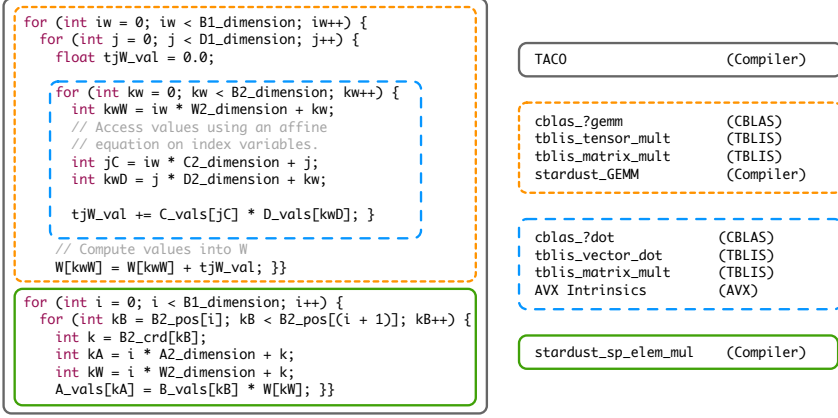 for (int iw = 0; iw < B1_dimension; iw++) {
for (int j = 0; j < D1_dimension; j++) {
float tjW_val = 0.0;
for (int kw = 0; kw < B2_dimension; kw++) {
int kwW = iw * W2_dimension + kw;
// Access values using an affine
// equation on index variables.
int jC = iw * C2_dimension + j;
int kwD = j * D2_dimension + kw;
tjW_val += C_vals[jC] * D_vals[kwD]; }
// Compute values into W
W[kwW] = W[kwW] + tjW_val; }}
for (int i = 0; i < B1_dimension; i++) {
for (int kB = B2_pos[i]; kB < B2_pos[(i + 1)]; kB++) {
int k = B2_crd[kB];
int kA = i * A2_dimension + k;
int kW = i * W2_dimension + k;
A_vals[kA] = B_vals[kB] * W[kW]; }}
TACO (Compiler)
cblas_?gemm (CBLAS)
tblis_tensor_mult (TBLIS)
tblis_matrix_mult (TBLIS)
stardust_GEMM (Compiler)
cblas_?dot (CBLAS)
tblis_vector_dot (TBLIS)
tblis_matrix_mult (TBLIS)
AVX Intrinsics (AVX)
stardust_sp_elem_mul (Compiler)